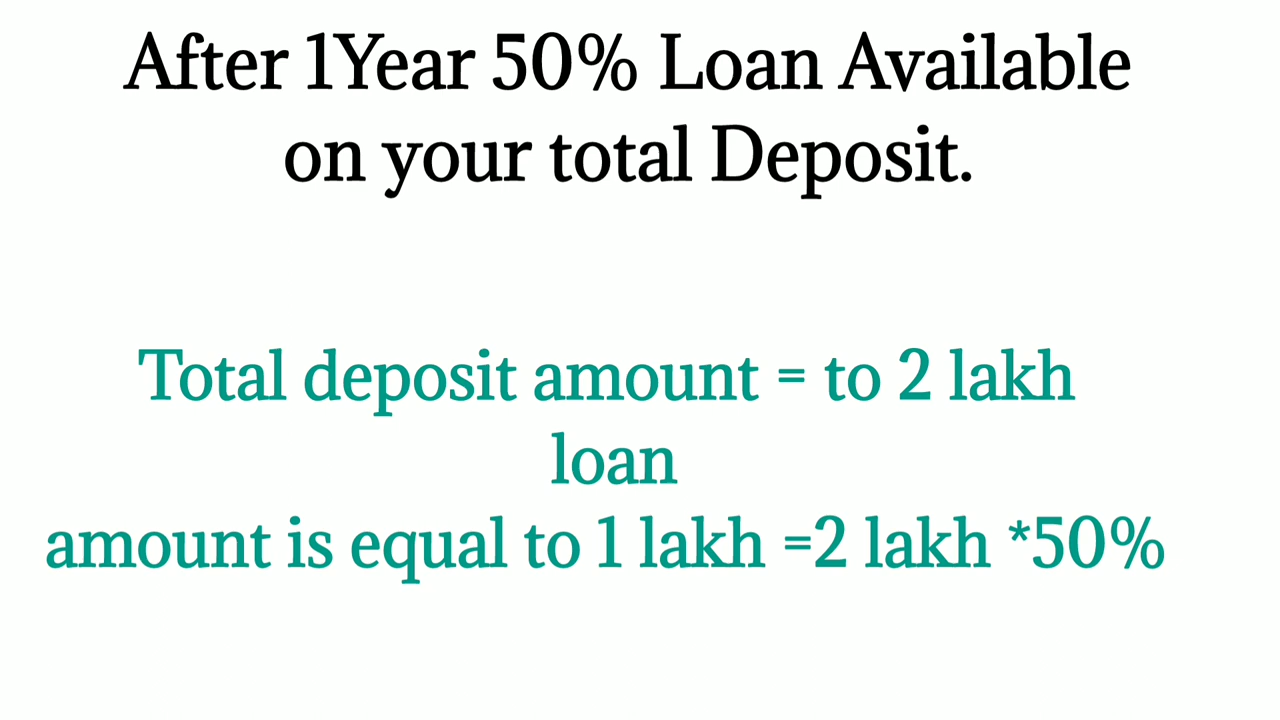 After 1Year 50% Loan Available
on your total Deposit.
Total deposit amount = to 2 lakh
loan
amount is equal to 1 lakh =2 lakh *50%